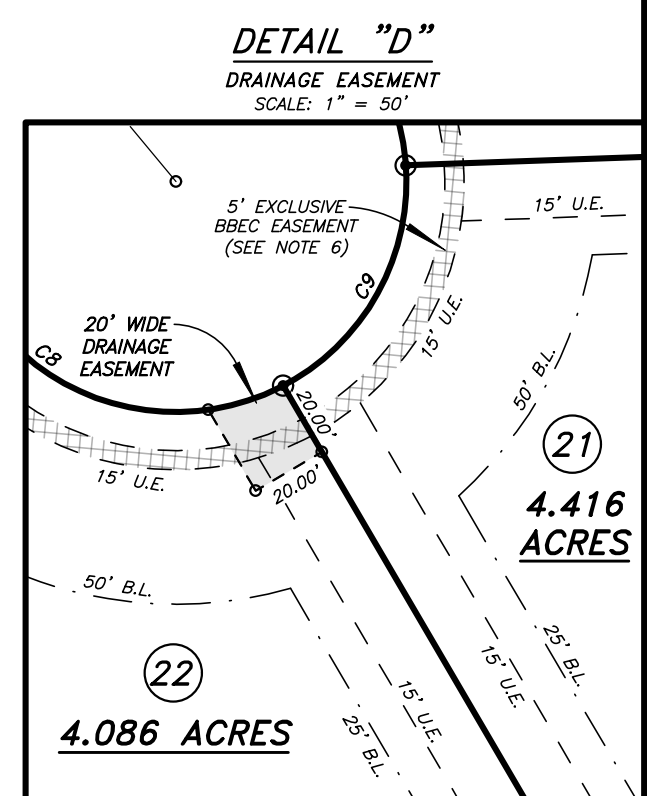 DETAIL "D"
DRAINAGE EASEMENT
SCALE: 1" = 50'
5' EXCLUSIVE
BBEC EASEMENT
(SEE NOTE 6)
15' U.E.
C9
15' U.E.
20' WIDE
DRAINAGE
EASEMENT
C8
50' B.L.
20.00'
20.00'
15' U.E.
21
4.416
ACRES
50' B.L.
22
4.086 ACRES
15' U.E.
25' B.L.
15' U.E.
25' B.L.